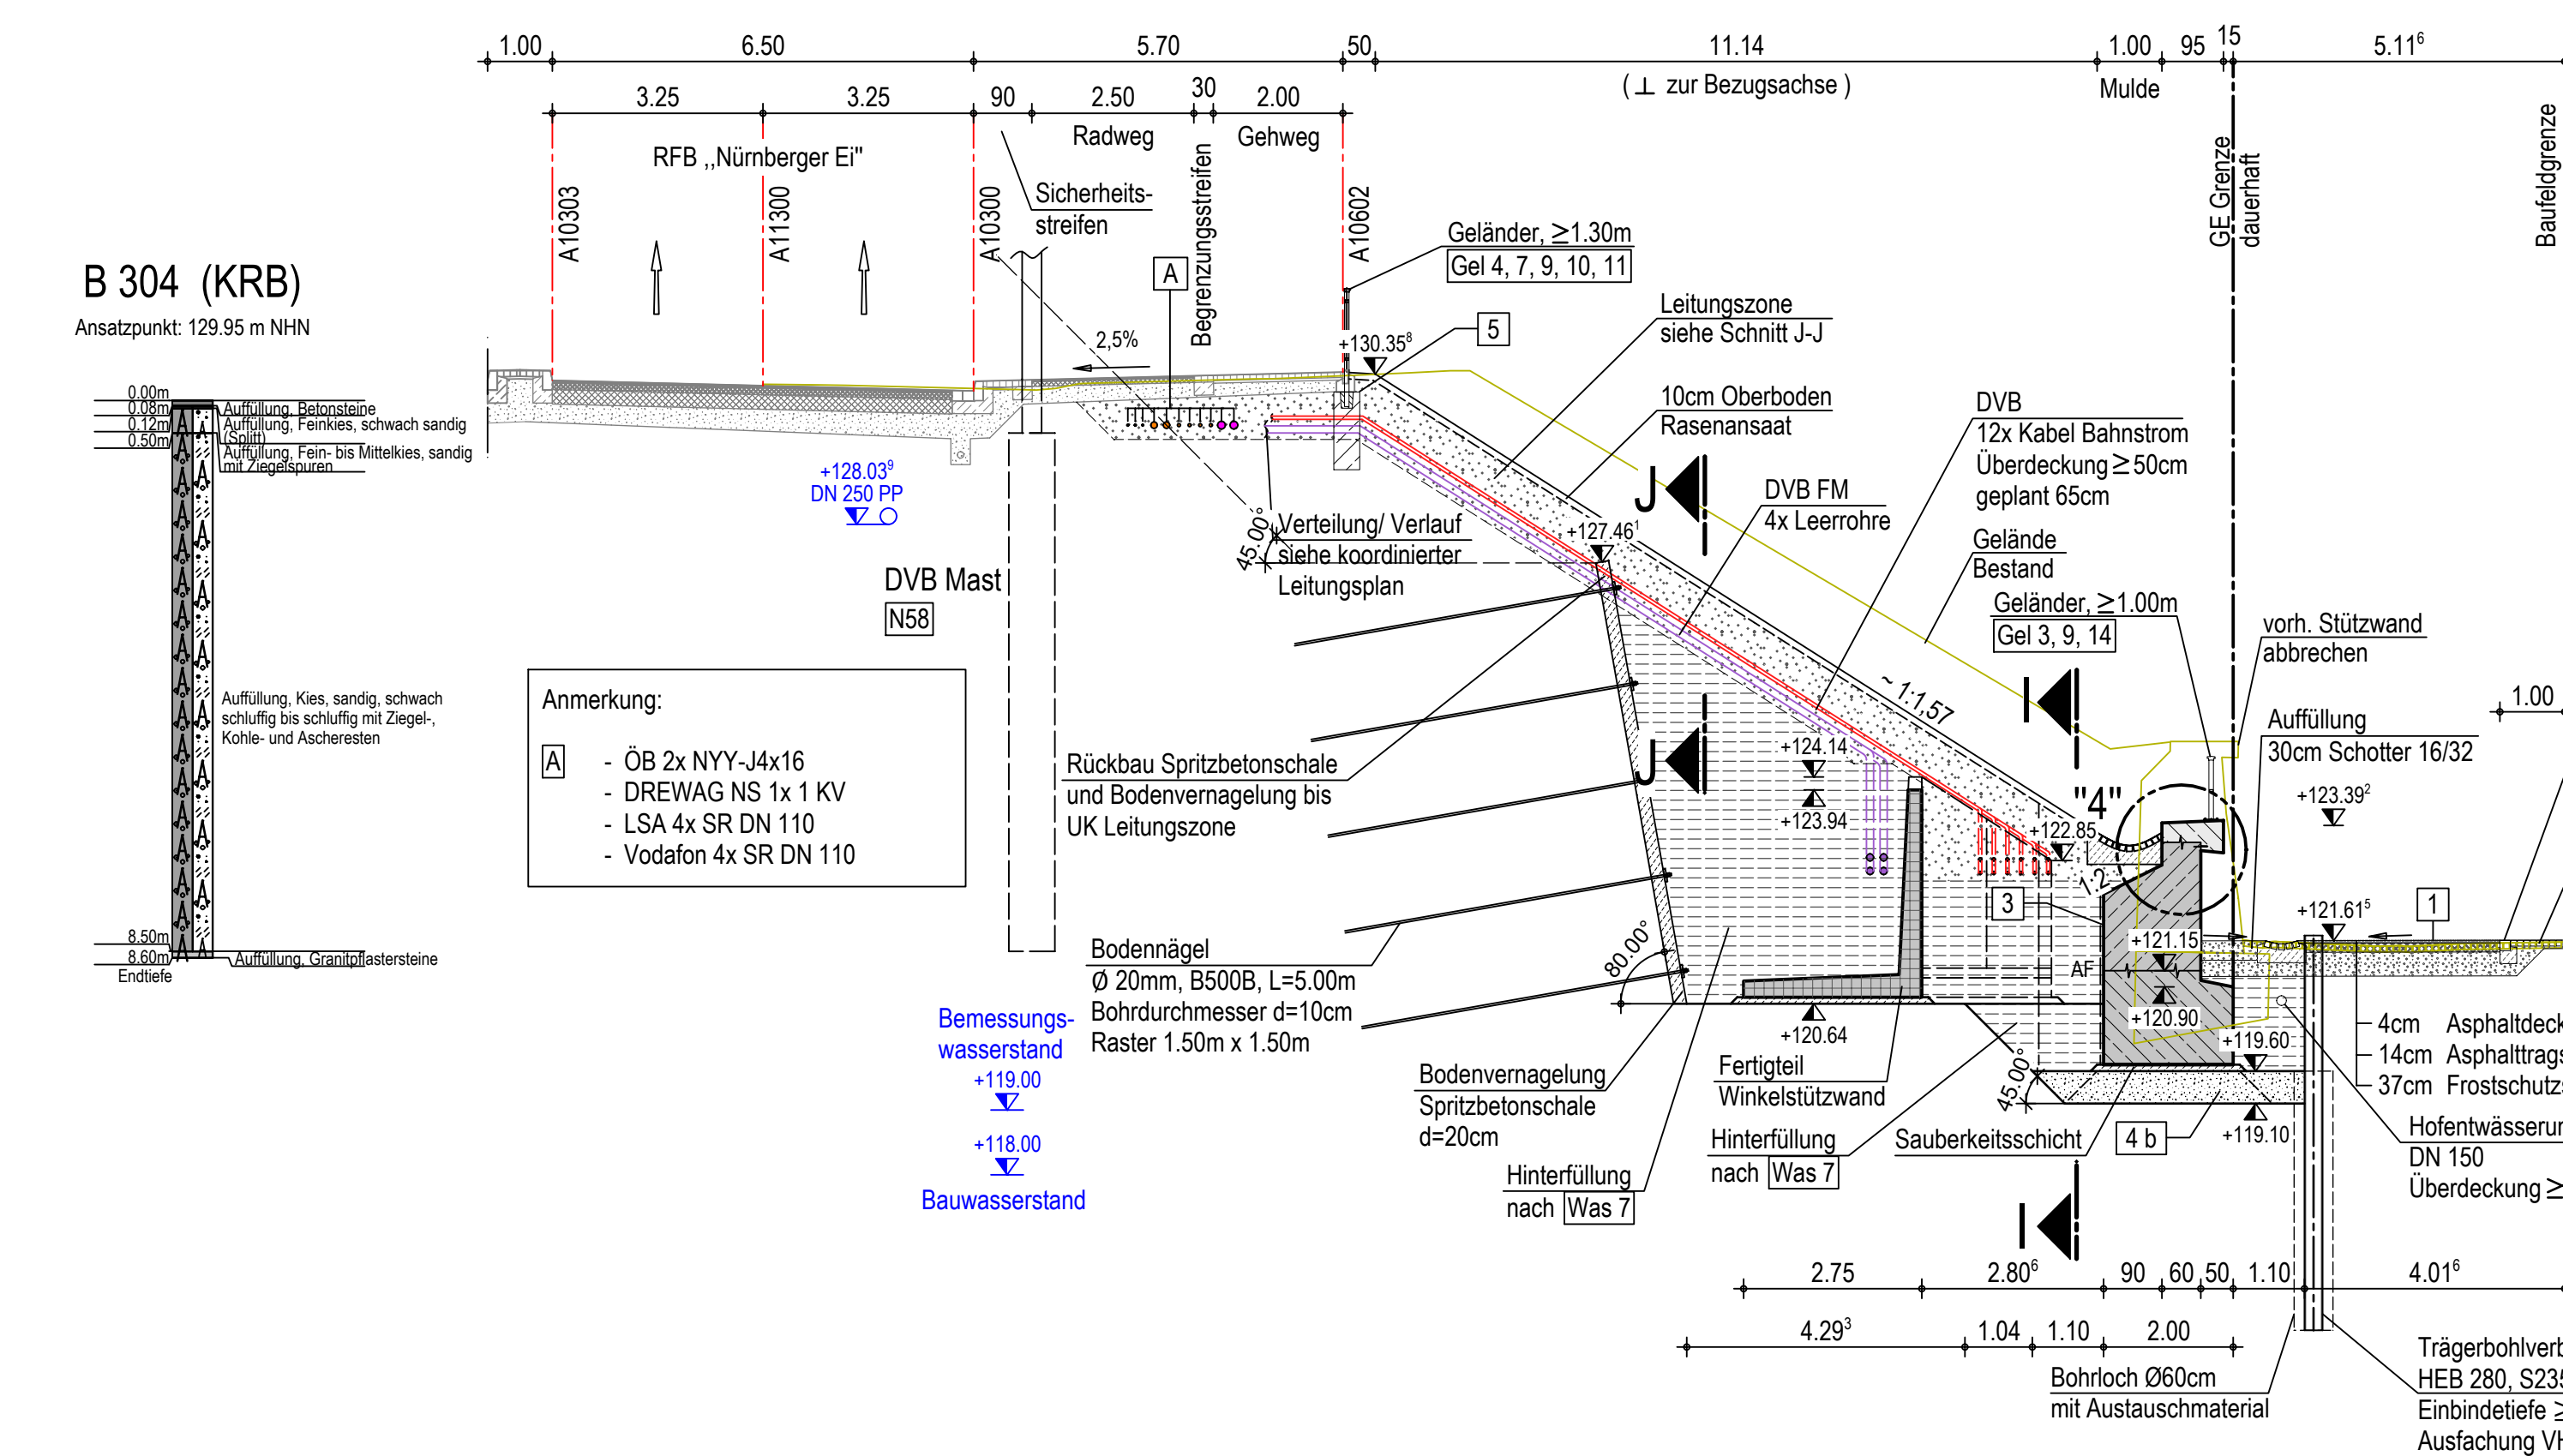 1.00
6.50
5.70
50
11.14
1.00
95
15
5.11⁶
( ⊥ zur Bezugsachse )
Mulde
3.25
3.25
90
2.50
30
2.00
Radweg
Gehweg
RFB ,,Nürnberger Ei"
Sicherheits-
streifen
Begrenzungsstreifen
A10303
A11300
A10300
A10602
GE Grenze
dauerhaft
Baufeldgrenze
B 304 (KRB)
Ansatzpunkt: 129.95 m NHN
0.00m
0.08m
0.12m
0.50m
Auffüllung, Betonsteine
Auffüllung, Feinkies, schwach sandig
(Splitt)
Auffüllung, Fein- bis Mittelkies, sandig
mit Ziegelspuren
Auffüllung, Kies, sandig, schwach
schluffig bis schluffig mit Ziegel-,
Kohle- und Ascheresten
8.50m
8.60m
Endtiefe
Auffüllung, Granitpflastersteine
A
2,5%
Geländer, ≥1.30m
Gel 4, 7, 9, 10, 11
+130.35⁸
5
Leitungszone
siehe Schnitt J-J
10cm Oberboden
Rasenansaat
DVB
12x Kabel Bahnstrom
Überdeckung ≥ 50cm
geplant 65cm
DVB FM
4x Leerrohre
Gelände
Bestand
Geländer, ≥1.00m
Gel 3, 9, 14
vorh. Stützwand
abbrechen
Auffüllung
30cm Schotter 16/32
1.00
+128.03⁹
DN 250 PP
DVB Mast
N58
45.00°
Verteilung/ Verlauf
siehe koordinierter
Leitungsplan
+127.46¹
J
J
I
I
~ 1:1,57
Anmerkung:
A
- ÖB 2x NYY-J4x16
- DREWAG NS 1x 1 KV
- LSA 4x SR DN 110
- Vodafon 4x SR DN 110
Rückbau Spritzbetonschale
und Bodenvernagelung bis
UK Leitungszone
+124.14
+123.94
+122.85
"4"
+123.39²
1:2
3
+121.61⁵
1
+121.15
AF
+120.90
80.00°
Bodennägel
Ø 20mm, B500B, L=5.00m
Bohrdurchmesser d=10cm
Raster 1.50m x 1.50m
Bemessungs-
wasserstand
+119.00
+118.00
Bauwasserstand
+120.64
+119.60
+119.10
45.00°
4cm Asphaltdeck
14cm Asphalttrags
37cm Frostschutz
Bodenvernagelung
Spritzbetonschale
d=20cm
Fertigteil
Winkelstützwand
Hinterfüllung
nach Was 7
Hinterfüllung
nach Was 7
Sauberkeitsschicht
4 b
Hofentwässerun
DN 150
Überdeckung ≥
2.75
2.80⁶
90
60
50
1.10
4.01⁶
4.29³
1.04
1.10
2.00
Bohrloch Ø60cm
mit Austauschmaterial
Trägerbohlverb
HEB 280, S235
Einbindetiefe ≥
Ausfachung VH